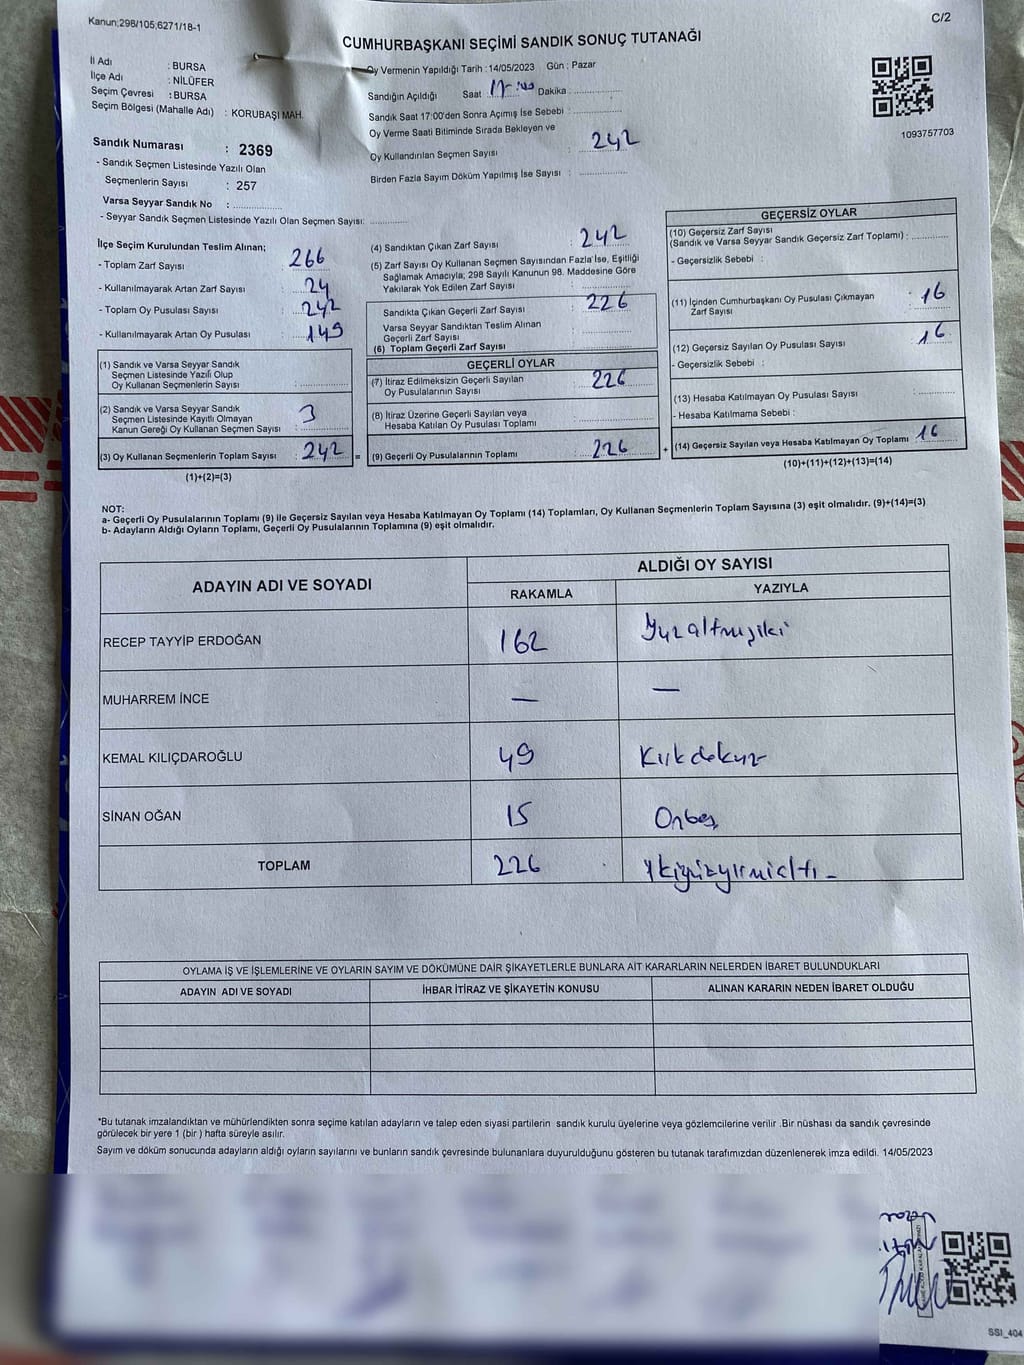 Kanun;298/105,6271/18-1
C/2
CUMHURBAŞKANI SEÇİMİ SANDIK SONUÇ TUTANAĞI
İl Adı : BURSA
İlçe Adı : NİLÜFER
Seçim Çevresi : BURSA
Seçim Bölgesi (Mahalle Adı) : KORUBAŞI MAH.
Oy Vermenin Yapıldığı Tarih : 14/05/2023 Gün : Pazar
Sandığın Açıldığı Saat : Dakika :
Sandık Saat 17:00'den Sonra Açımış İse Sebebi :
Oy Verme Saati Bitiminde Sırada Bekleyen ve
Oy Kullandırılan Seçmen Sayısı : 242
Birden Fazla Sayım Döküm Yapılmış İse Sayısı :
1093757703
Sandık Numarası : 2369
- Sandık Seçmen Listesinde Yazılı Olan
Seçmenlerin Sayısı : 257
Varsa Seyyar Sandık No :
- Seyyar Sandık Seçmen Listesinde Yazılı Olan Seçmen Sayısı:
İlçe Seçim Kurulundan Teslim Alınan;
- Toplam Zarf Sayısı : 266
- Kullanılmayarak Artan Zarf Sayısı : 24
- Toplam Oy Pusulası Sayısı : 242
- Kullanılmayarak Artan Oy Pusulası : 149
(1) Sandık ve Varsa Seyyar Sandık
Seçmen Listesinde Yazılı Olup
Oy Kullanan Seçmenlerin Sayısı :
(2) Sandık ve Varsa Seyyar Sandık
Seçmen Listesinde Kayıtlı Olmayan
Kanun Gereği Oy Kullanan Seçmen Sayısı : 3
(3) Oy Kullanan Seçmenlerin Toplam Sayısı : 242 =
(1)+(2)=(3)
(4) Sandıktan Çıkan Zarf Sayısı : 242
(5) Zarf Sayısı Oy Kullanan Seçmen Sayısından Fazla İse, Eşitliği
Sağlamak Amacıyla, 298 Sayılı Kanunun 98. Maddesine Göre
Yakılarak Yok Edilen Zarf Sayısı :
Sandıkta Çıkan Geçerli Zarf Sayısı : 226
Varsa Seyyar Sandıktan Teslim Alınan
Geçerli Zarf Sayısı :
(6) Toplam Geçerli Zarf Sayısı :
GEÇERLİ OYLAR
(7) İtiraz Edilmeksizin Geçerli Sayılan
Oy Pusulalarının Sayısı : 226
(8) İtiraz Üzerine Geçerli Sayılan veya
Hesaba Katılan Oy Pusulası Toplamı :
(9) Geçerli Oy Pusulalarının Toplamı : 226 +
GEÇERSİZ OYLAR
(10) Geçersiz Zarf Sayısı
(Sandık ve Varsa Seyyar Sandık Geçersiz Zarf Toplamı) :
- Geçersizlik Sebebi :
(11) İçinden Cumhurbaşkanı Oy Pusulası Çıkmayan
Zarf Sayısı : 16
(12) Geçersiz Sayılan Oy Pusulası Sayısı : 16
- Geçersizlik Sebebi :
(13) Hesaba Katılmayan Oy Pusulası Sayısı :
- Hesaba Katılmama Sebebi :
(14) Geçersiz Sayılan veya Hesaba Katılmayan Oy Toplamı : 16
(10)+(11)+(12)+(13)=(14)
NOT:
a- Geçerli Oy Pusulalarının Toplamı (9) ile Geçersiz Sayılan veya Hesaba Katılmayan Oy Toplamı (14) Toplamları, Oy Kullanan Seçmenlerin Toplam Sayısına (3) eşit olmalıdır. (9)+(14)=(3)
b- Adayların Aldığı Oyların Toplamı, Geçerli Oy Pusulalarının Toplamına (9) eşit olmalıdır.
ADAYIN ADI VE SOYADI
ALDIĞI OY SAYISI
RAKAMLA YAZIYLA
RECEP TAYYİP ERDOĞAN 162 Yüzaltmışiki
MUHARREM İNCE — —
KEMAL KILIÇDAROĞLU 49 Kırkdokuz
SİNAN OĞAN 15 Onbeş
TOPLAM 226 ikiyüzyirmialtı -
OYLAMA İŞ VE İŞLEMLERİNE VE OYLARIN SAYIM VE DÖKÜMÜNE DAİR ŞİKAYETLERLE BUNLARA AİT KARARLARIN NELERDEN İBARET BULUNDUKLARI
ADAYIN ADI VE SOYADI İHBAR İTİRAZ VE ŞİKAYETİN KONUSU ALINAN KARARIN NEDEN İBARET OLDUĞU
*Bu tutanak imzalandıktan ve mühürlendikten sonra seçime katılan adayların ve talep eden siyasi partilerin sandık kurulu üyelerine veya gözlemcilerine verilir .Bir nüshası da sandık çevresinde
görülecek bir yere 1 (bir ) hafta süreyle asılır.
Sayım ve döküm sonucunda adayların aldığı oyların sayılarını ve bunların sandık çevresinde bulunanlara duyurulduğunu gösteren bu tutanak tarafımızdan düzenlenerek imza edildi. 14/05/2023
SSI_404